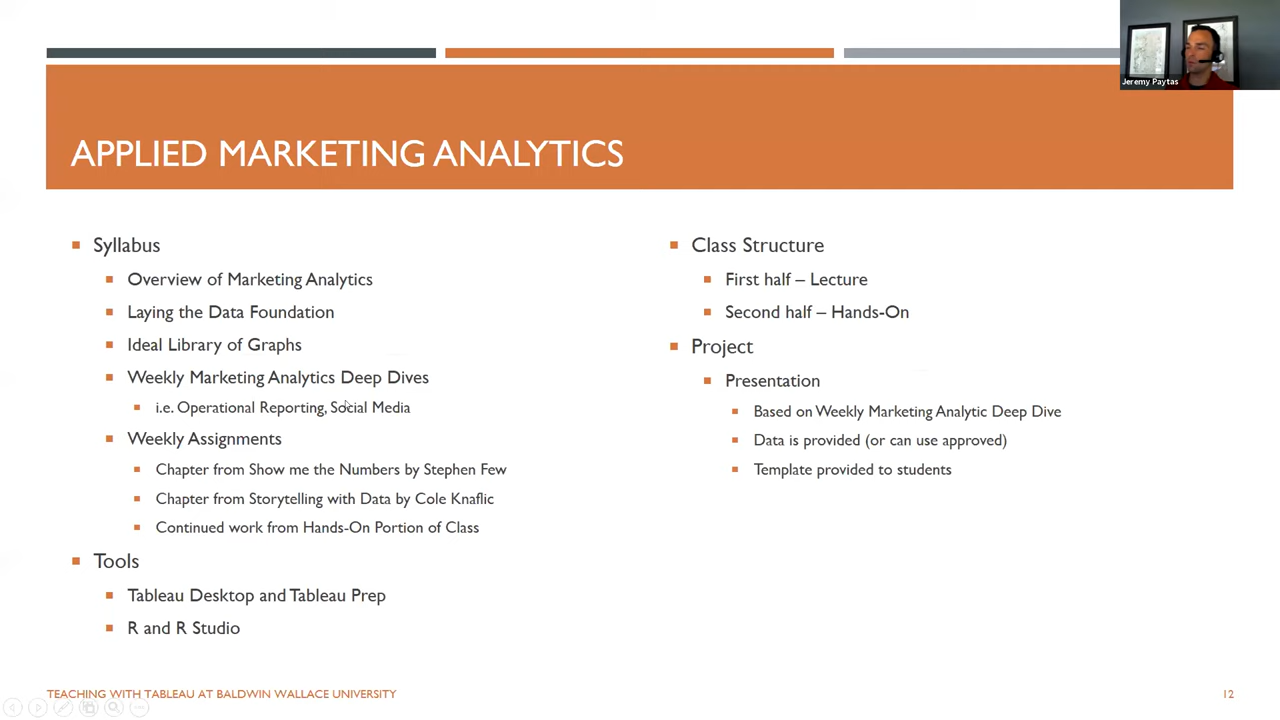 Jeremy Paytas
APPLIED MARKETING ANALYTICS
Syllabus
Overview of Marketing Analytics
Laying the Data Foundation
Ideal Library of Graphs
Weekly Marketing Analytics Deep Dives
i.e. Operational Reporting, Social Media
Weekly Assignments
Chapter from Show me the Numbers by Stephen Few
Chapter from Storytelling with Data by Cole Knaflic
Continued work from Hands-On Portion of Class
Tools
Tableau Desktop and Tableau Prep
R and R Studio
Class Structure
First half – Lecture
Second half – Hands-On
Project
Presentation
Based on Weekly Marketing Analytic Deep Dive
Data is provided (or can use approved)
Template provided to students
TEACHING WITH TABLEAU AT BALDWIN WALLACE UNIVERSITY
12